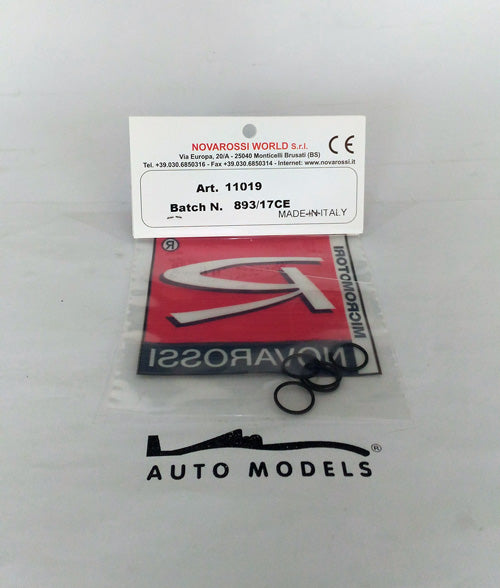 NOVAROSSI WORLD S.r.l.
Via Europa, 20/A - 25040 Monticelli Brusati (BS)
Tel. +39.030.6850316 - Fax +39.030.6850314 - Internet: www.novarossi.it
CE
Art. 11019
Batch N. 893/17CE
MADE IN ITALY
®
MICROMOTORI
NOVAROSSI
®
AUTO MODELS